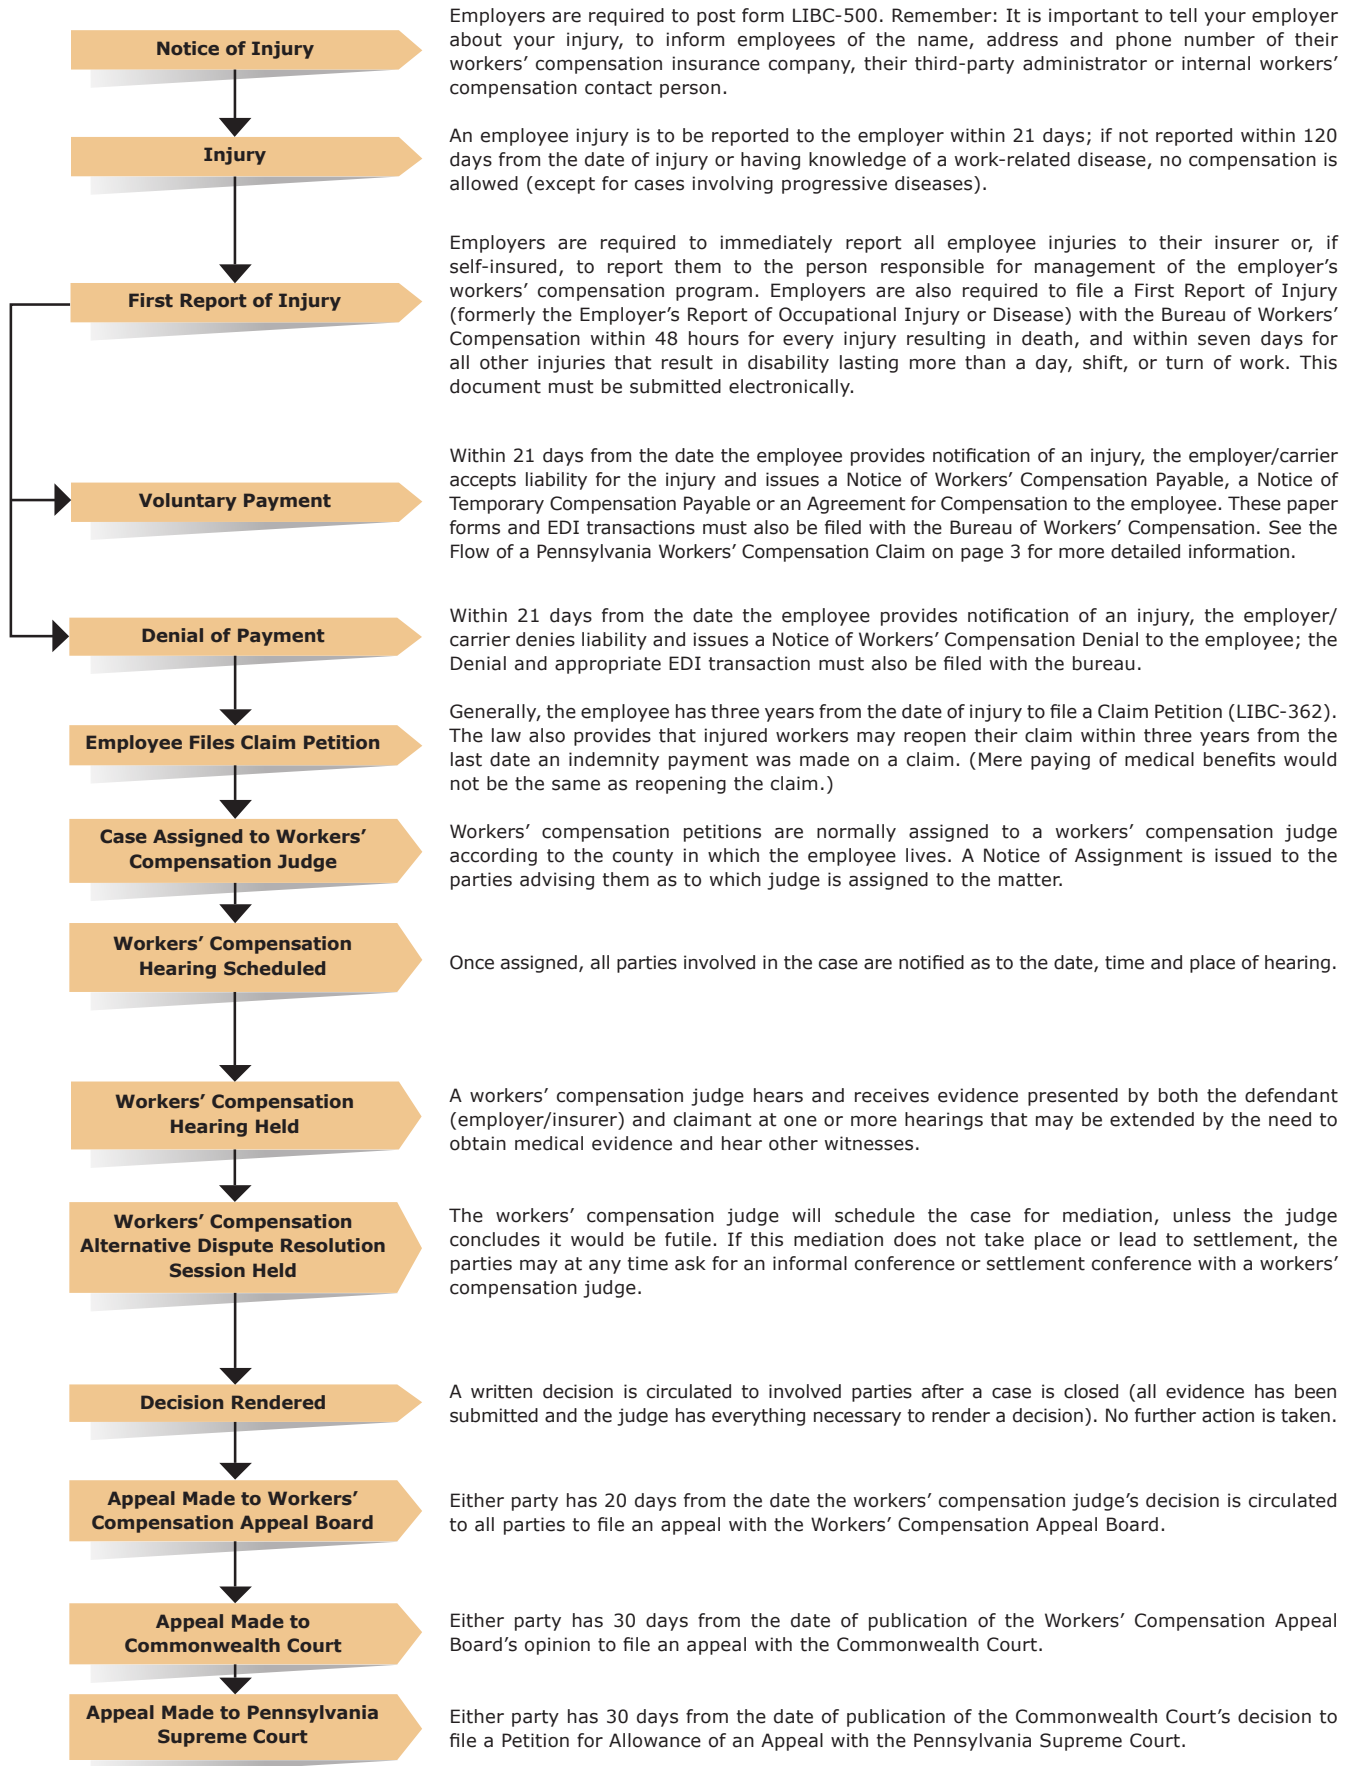 Notice of Injury
Employers are required to post form LIBC-500. Remember: It is important to tell your employer
about your injury, to inform employees of the name, address and phone number of their
workers’ compensation insurance company, their third-party administrator or internal workers’
compensation contact person.
Injury
An employee injury is to be reported to the employer within 21 days; if not reported within 120
days from the date of injury or having knowledge of a work-related disease, no compensation is
allowed (except for cases involving progressive diseases).
First Report of Injury
Employers are required to immediately report all employee injuries to their insurer or, if
self-insured, to report them to the person responsible for management of the employer’s
workers’ compensation program. Employers are also required to file a First Report of Injury
(formerly the Employer’s Report of Occupational Injury or Disease) with the Bureau of Workers’
Compensation within 48 hours for every injury resulting in death, and within seven days for
all other injuries that result in disability lasting more than a day, shift, or turn of work. This
document must be submitted electronically.
Voluntary Payment
Within 21 days from the date the employee provides notification of an injury, the employer/carrier
accepts liability for the injury and issues a Notice of Workers’ Compensation Payable, a Notice of
Temporary Compensation Payable or an Agreement for Compensation to the employee. These paper
forms and EDI transactions must also be filed with the Bureau of Workers’ Compensation. See the
Flow of a Pennsylvania Workers’ Compensation Claim on page 3 for more detailed information.
Denial of Payment
Within 21 days from the date the employee provides notification of an injury, the employer/
carrier denies liability and issues a Notice of Workers’ Compensation Denial to the employee; the
Denial and appropriate EDI transaction must also be filed with the bureau.
Employee Files Claim Petition
Generally, the employee has three years from the date of injury to file a Claim Petition (LIBC-362).
The law also provides that injured workers may reopen their claim within three years from the
last date an indemnity payment was made on a claim. (Mere paying of medical benefits would
not be the same as reopening the claim.)
Case Assigned to Workers’
Compensation Judge
Workers’ compensation petitions are normally assigned to a workers’ compensation judge
according to the county in which the employee lives. A Notice of Assignment is issued to the
parties advising them as to which judge is assigned to the matter.
Workers’ Compensation
Hearing Scheduled
Once assigned, all parties involved in the case are notified as to the date, time and place of hearing.
Workers’ Compensation
Hearing Held
A workers’ compensation judge hears and receives evidence presented by both the defendant
(employer/insurer) and claimant at one or more hearings that may be extended by the need to
obtain medical evidence and hear other witnesses.
Workers’ Compensation
Alternative Dispute Resolution
Session Held
The workers’ compensation judge will schedule the case for mediation, unless the judge
concludes it would be futile. If this mediation does not take place or lead to settlement, the
parties may at any time ask for an informal conference or settlement conference with a workers’
compensation judge.
Decision Rendered
A written decision is circulated to involved parties after a case is closed (all evidence has been
submitted and the judge has everything necessary to render a decision). No further action is taken.
Appeal Made to Workers’
Compensation Appeal Board
Either party has 20 days from the date the workers’ compensation judge’s decision is circulated
to all parties to file an appeal with the Workers’ Compensation Appeal Board.
Appeal Made to
Commonwealth Court
Either party has 30 days from the date of publication of the Workers’ Compensation Appeal
Board’s opinion to file an appeal with the Commonwealth Court.
Appeal Made to Pennsylvania
Supreme Court
Either party has 30 days from the date of publication of the Commonwealth Court’s decision to
file a Petition for Allowance of an Appeal with the Pennsylvania Supreme Court.